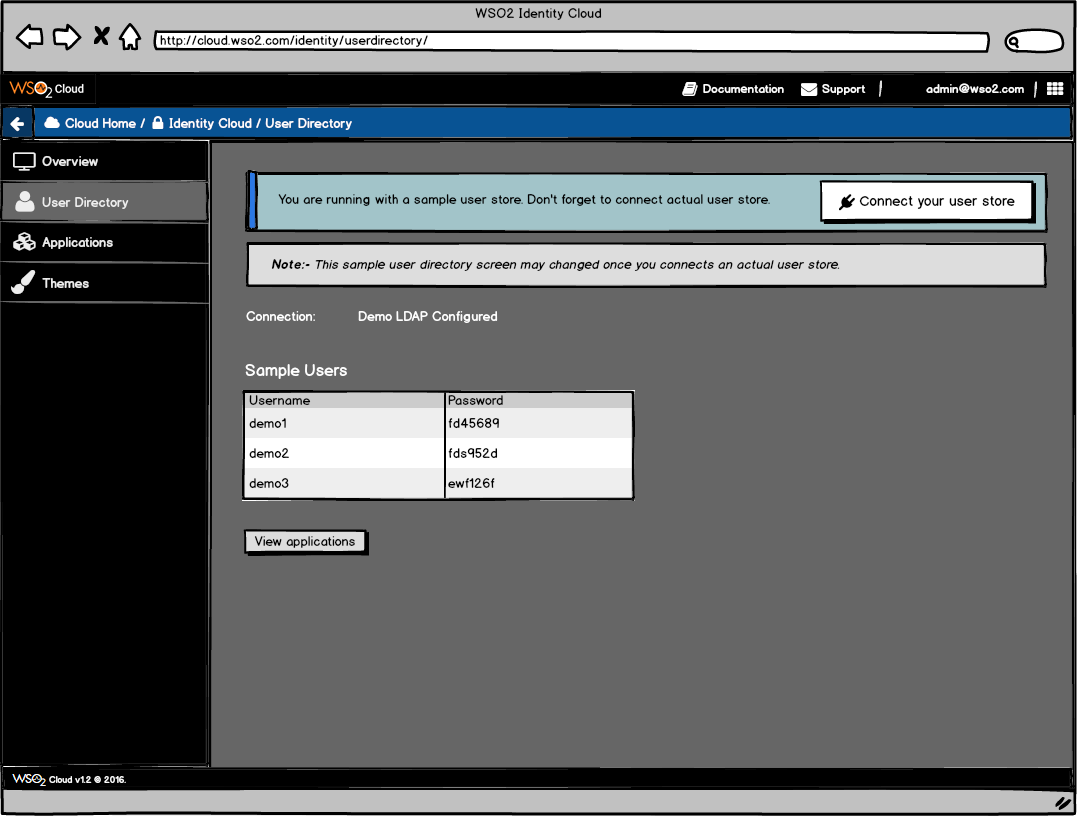 WSO2 Identity Cloud
http://cloud.wso2.com/identity/userdirectory/
WSO2 Cloud Documentation Support | admin@wso2.com |
Cloud Home / Identity Cloud / User Directory
Overview
User Directory
Applications
Themes
You are running with a sample user store. Don't forget to connect actual user store. Connect your user store
Note:- This sample user directory screen may changed once you connects an actual user store.
Connection: Demo LDAP Configured
Sample Users
Username Password
demo1 fd45689
demo2 fds952d
demo3 ewf126f
View applications
WSO2 Cloud v1.2 © 2016.